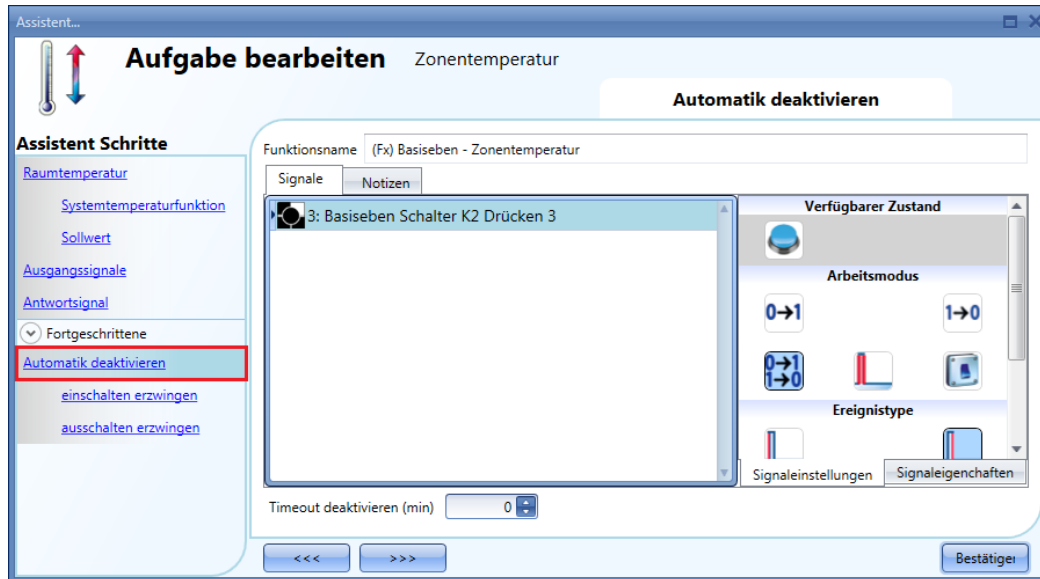 Assistent...
Aufgabe bearbeiten Zonentemperatur
Automatik deaktivieren
Assistent Schritte
Raumtemperatur
Systemtemperaturfunktion
Sollwert
Ausgangssignale
Antwortsignal
Fortgeschrittene
Automatik deaktivieren
einschalten erzwingen
ausschalten erzwingen
Funktionsname (Fx) Basiseben - Zonentemperatur
Signale Notizen
3: Basiseben Schalter K2 Drücken 3
Verfügbarer Zustand
Arbeitsmodus
0→1 1→0
0→1
1→0
Ereignistype
Signaleinstellungen Signaleigenchaften
Timeout deaktivieren (min) 0
<<< >>>
Bestätiger